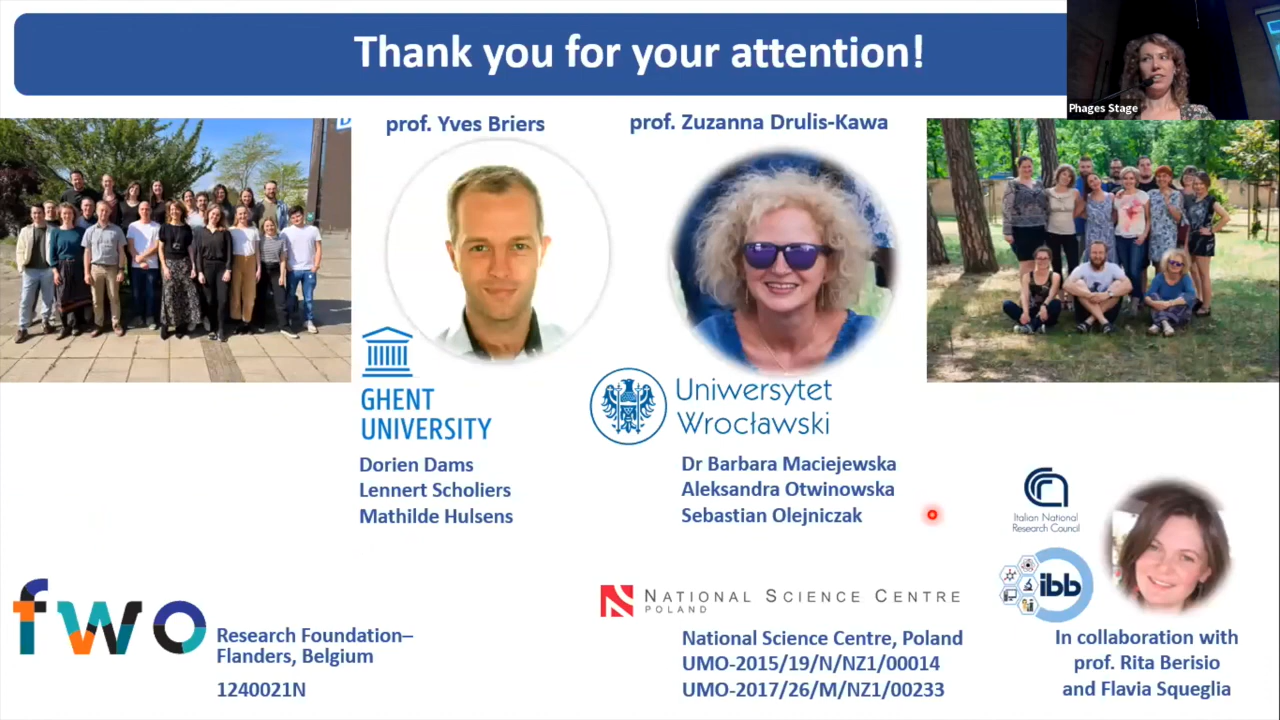 Thank you for your attention!
Phages Stage
prof. Yves Briers
prof. Zuzanna Drulis-Kawa
GHENT
UNIVERSITY
Uniwersytet
Wrocławski
Dorien Dams
Lennert Scholiers
Mathilde Hulsens
Dr Barbara Maciejewska
Aleksandra Otwinowska
Sebastian Olejniczak
Italian National
Research Council
ibb
fwo
Research Foundation–
Flanders, Belgium
1240021N
NATIONAL SCIENCE CENTRE
POLAND
National Science Centre, Poland
UMO-2015/19/N/NZ1/00014
UMO-2017/26/M/NZ1/00233
In collaboration with
prof. Rita Berisio
and Flavia Squeglia